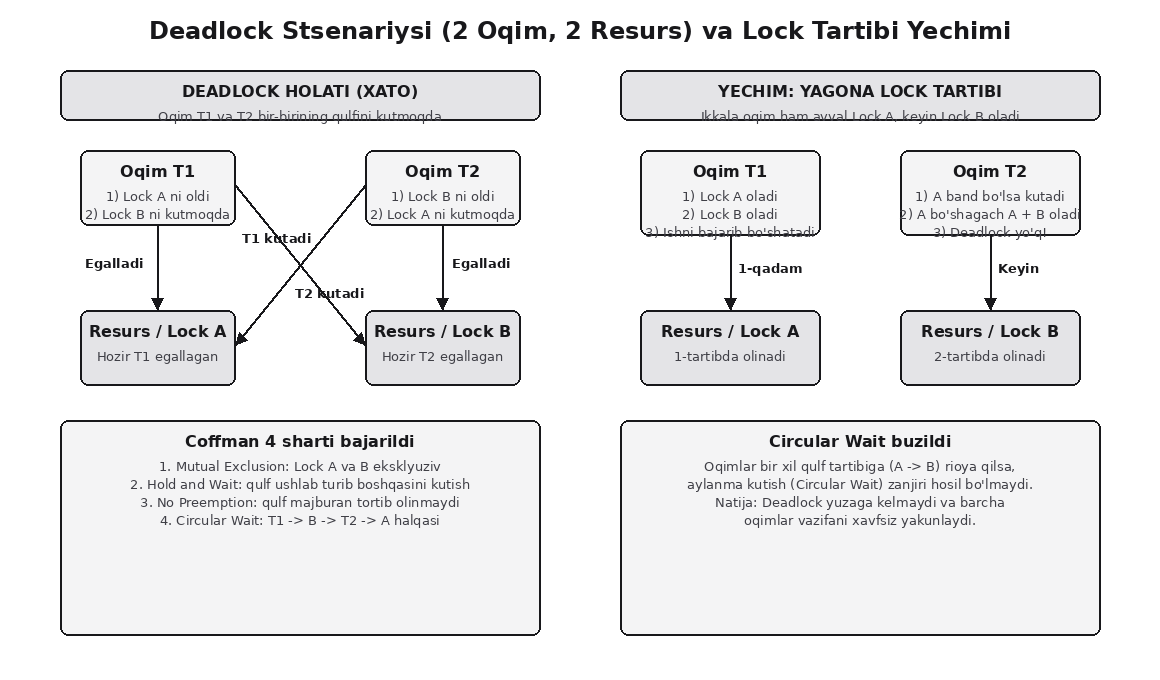 Deadlock Stsenariysi (2 Oqim, 2 Resurs) va Lock Tartibi Yechimi
DEADLOCK HOLATI (XATO)
Oqim T1 va T2 bir-birining qulfini kutmoqda
Oqim T1
1) Lock A ni oldi
2) Lock B ni kutmoqda
Oqim T2
1) Lock B ni oldi
2) Lock A ni kutmoqda
T1 kutadi
Egalladi
Egalladi
T2 kutadi
Resurs / Lock A
Hozir T1 egallagan
Resurs / Lock B
Hozir T2 egallagan
Coffman 4 sharti bajarildi
1. Mutual Exclusion: Lock A va B eksklyuziv
2. Hold and Wait: qulf ushlab turib boshqasini kutish
3. No Preemption: qulf majburan tortib olinmaydi
4. Circular Wait: T1 -> B -> T2 -> A halqasi
YECHIM: YAGONA LOCK TARTIBI
Ikkala oqim ham avval Lock A, keyin Lock B oladi
Oqim T1
1) Lock A oladi
2) Lock B oladi
3) Ishni bajarib bo'shatadi
Oqim T2
1) A band bo'lsa kutadi
2) A bo'shagach A + B oladi
3) Deadlock yo'q!
1-qadam
Keyin
Resurs / Lock A
1-tartibda olinadi
Resurs / Lock B
2-tartibda olinadi
Circular Wait buzildi
Oqimlar bir xil qulf tartibiga (A -> B) rioya qilsa,
aylanma kutish (Circular Wait) zanjiri hosil bo'lmaydi.
Natija: Deadlock yuzaga kelmaydi va barcha
oqimlar vazifani xavfsiz yakunlaydi.